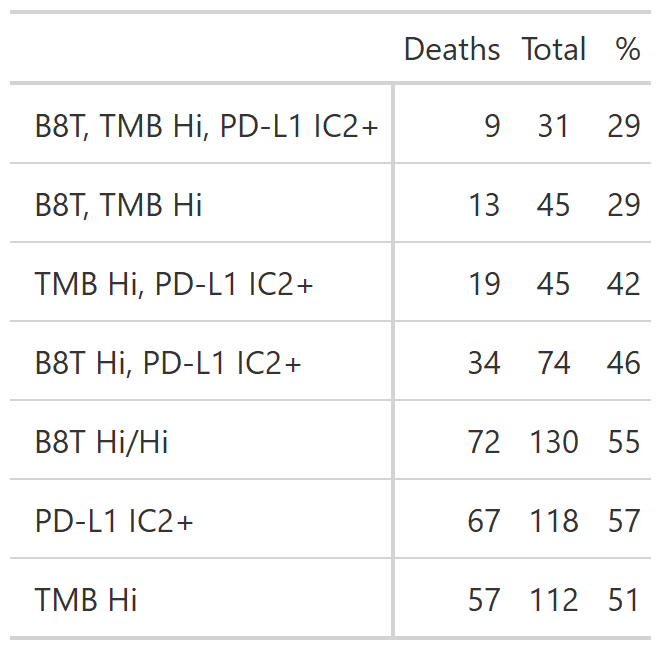 Deaths Total %
B8T, TMB Hi, PD-L1 IC2+ 9 31 29
B8T, TMB Hi 13 45 29
TMB Hi, PD-L1 IC2+ 19 45 42
B8T Hi, PD-L1 IC2+ 34 74 46
B8T Hi/Hi 72 130 55
PD-L1 IC2+ 67 118 57
TMB Hi 57 112 51